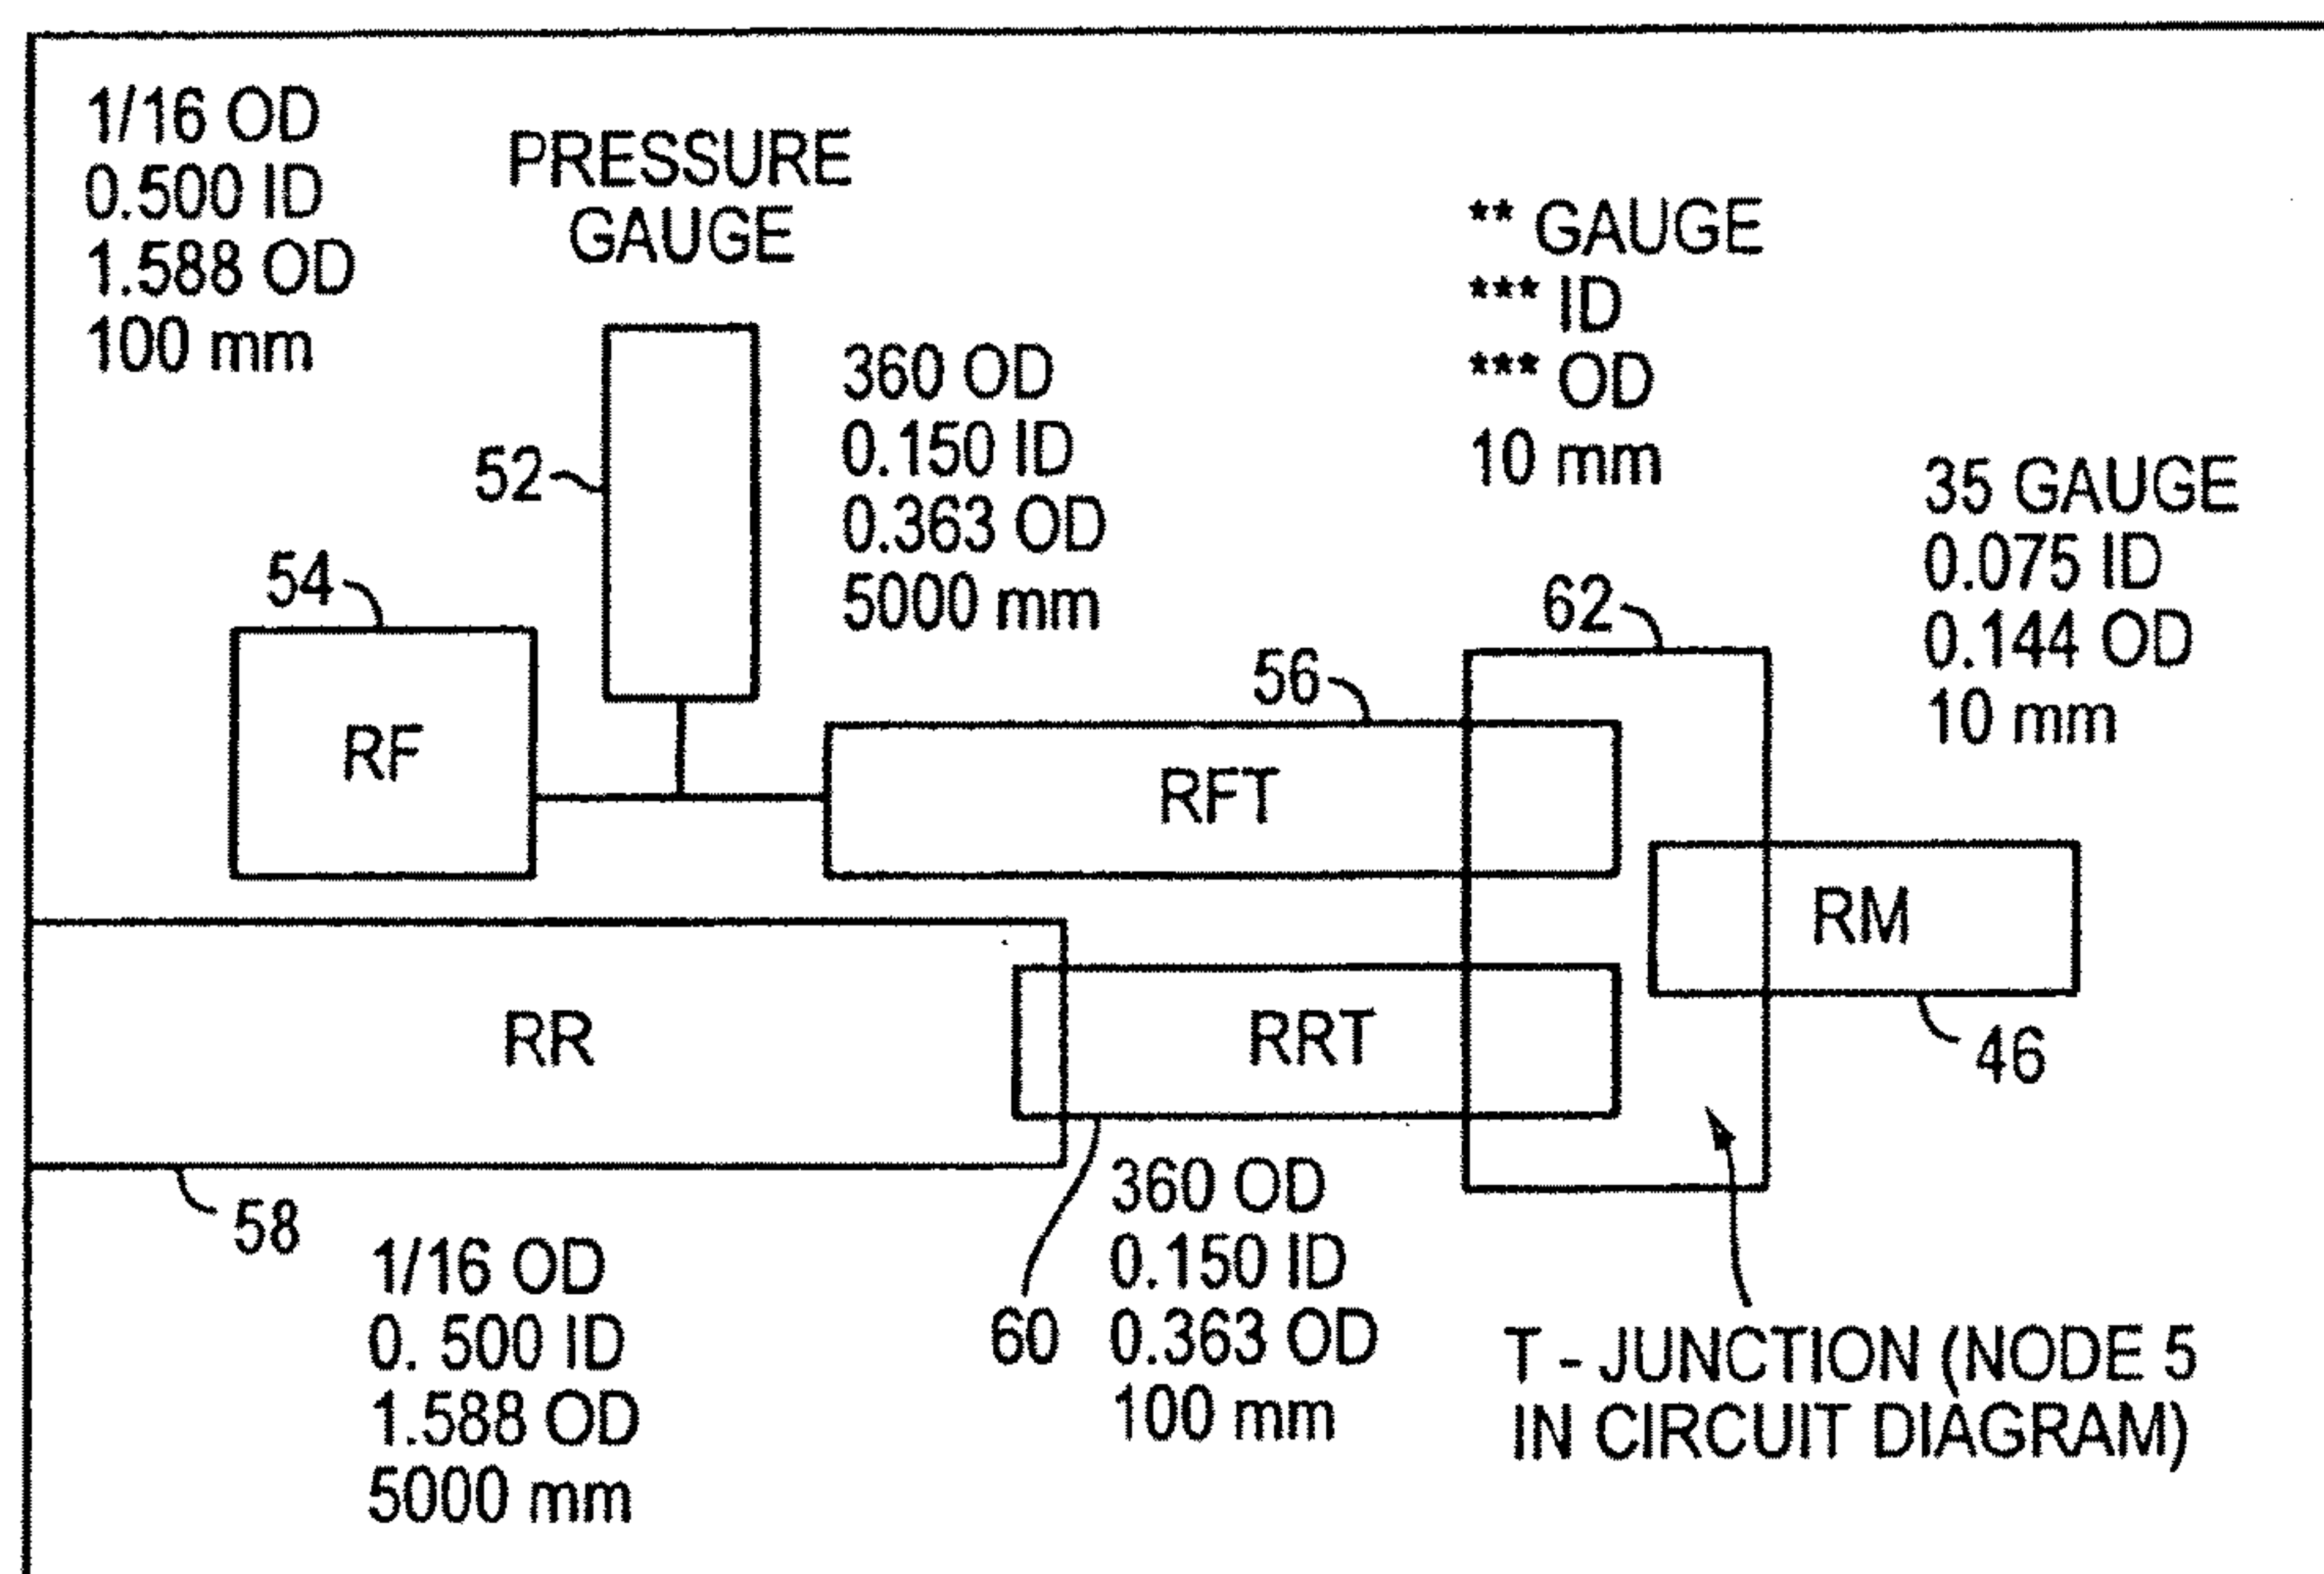 1/16 OD
0.500 ID
1.588 OD
100 mm
PRESSURE
GAUGE
** GAUGE
*** ID
*** OD
10 mm
360 OD
0.150 ID
0.363 OD
5000 mm
35 GAUGE
0.075 ID
0.144 OD
10 mm
52
54
62
56
RF
RFT
RM
RR
RRT
46
58
1/16 OD
0. 500 ID
1.588 OD
5000 mm
60
360 OD
0.150 ID
0.363 OD
100 mm
T - JUNCTION (NODE 5
IN CIRCUIT DIAGRAM)